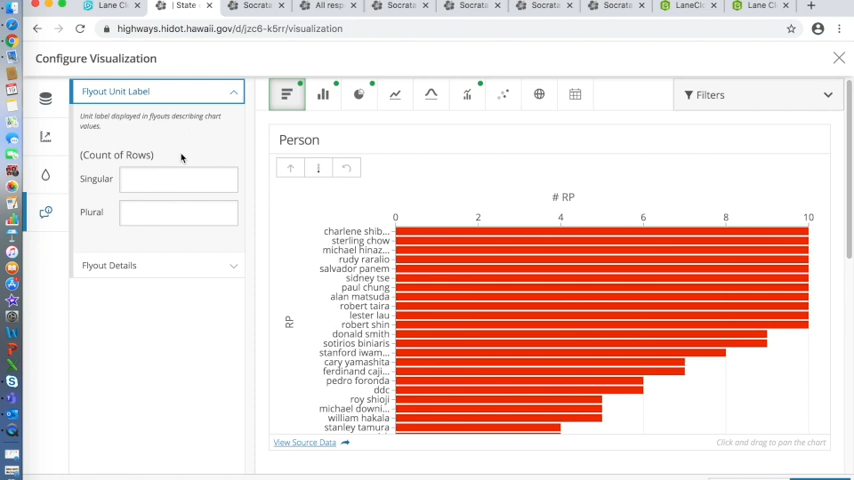 Lane Cl
| State
Socrata
All res
Socrata
Socrata
Socrata
Socrata
LaneClo
Lane Cl
highways.hidot.hawaii.gov/d/jzc6-k5rr/visualization
Configure Visualization
Flyout Unit Label
Unit label displayed in flyouts describing chart
values.
(Count of Rows)
Singular
Plural
Flyout Details
Filters
Person
# RP
0 2 4 6 8 10
RP
charlene shib...
sterling chow
michael hinaz...
rudy raralio
salvador panem
sidney tse
paul chung
alan matsuda
robert taira
lester lau
robert shin
donald smith
sotirios biniaris
stanford iwam...
cary yamashita
ferdinand caji...
pedro foronda
ddc
roy shioji
michael downi...
william hakala
stanley tamura
View Source Data
Click and drag to pan the chart